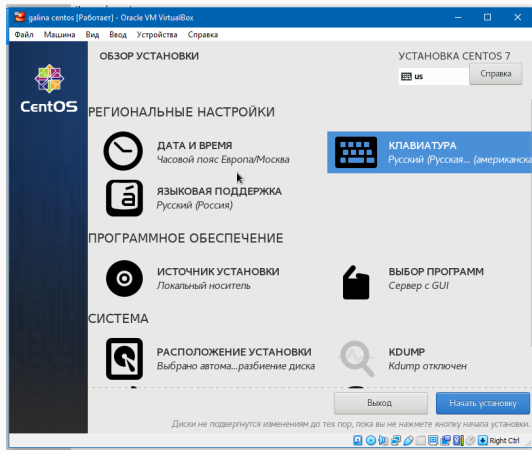 galina centos [Работает] - Oracle VM VirtualBox
Файл Машина Вид Ввод Устройства Справка
ОБЗОР УСТАНОВКИ
УСТАНОВКА CENTOS 7
us
Справка
CentOS
РЕГИОНАЛЬНЫЕ НАСТРОЙКИ
ДАТА И ВРЕМЯ
Часовой пояс Европа/Москва
КЛАВИАТУРА
Русский (Русская... (американска
ЯЗЫКОВАЯ ПОДДЕРЖКА
Русский (Россия)
ПРОГРАММНОЕ ОБЕСПЕЧЕНИЕ
ИСТОЧНИК УСТАНОВКИ
Локальный носитель
ВЫБОР ПРОГРАММ
Сервер с GUI
СИСТЕМА
РАСПОЛОЖЕНИЕ УСТАНОВКИ
Выбрано автома...разбиение диска
KDUMP
Kdump отключен
Выход
Начать установку
Диски не подвергнутся изменениям до тех пор, пока вы не нажмете кнопку начала установки.
Right Ctrl